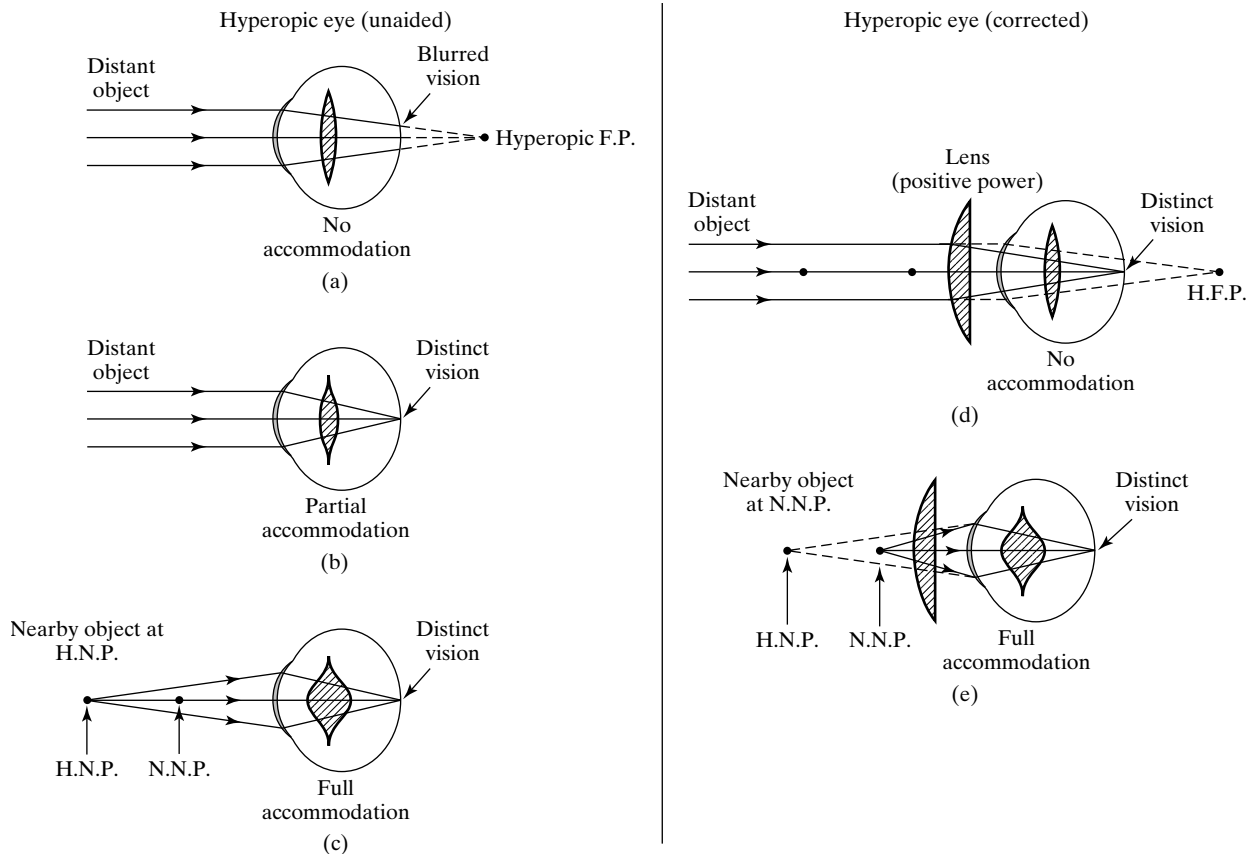 Hyperopic eye (unaided)
Distant
object
Blurred
vision
Hyperopic F.P.
No
accommodation
(a)
Distant
object
Distinct
vision
Partial
accommodation
(b)
Nearby object at
H.N.P.
Distinct
vision
H.N.P.
N.N.P.
Full
accommodation
(c)
Hyperopic eye (corrected)
Lens
(positive power)
Distant
object
Distinct
vision
H.F.P.
No
accommodation
(d)
Nearby object
at N.N.P.
Distinct
vision
H.N.P.
N.N.P.
Full
accommodation
(e)